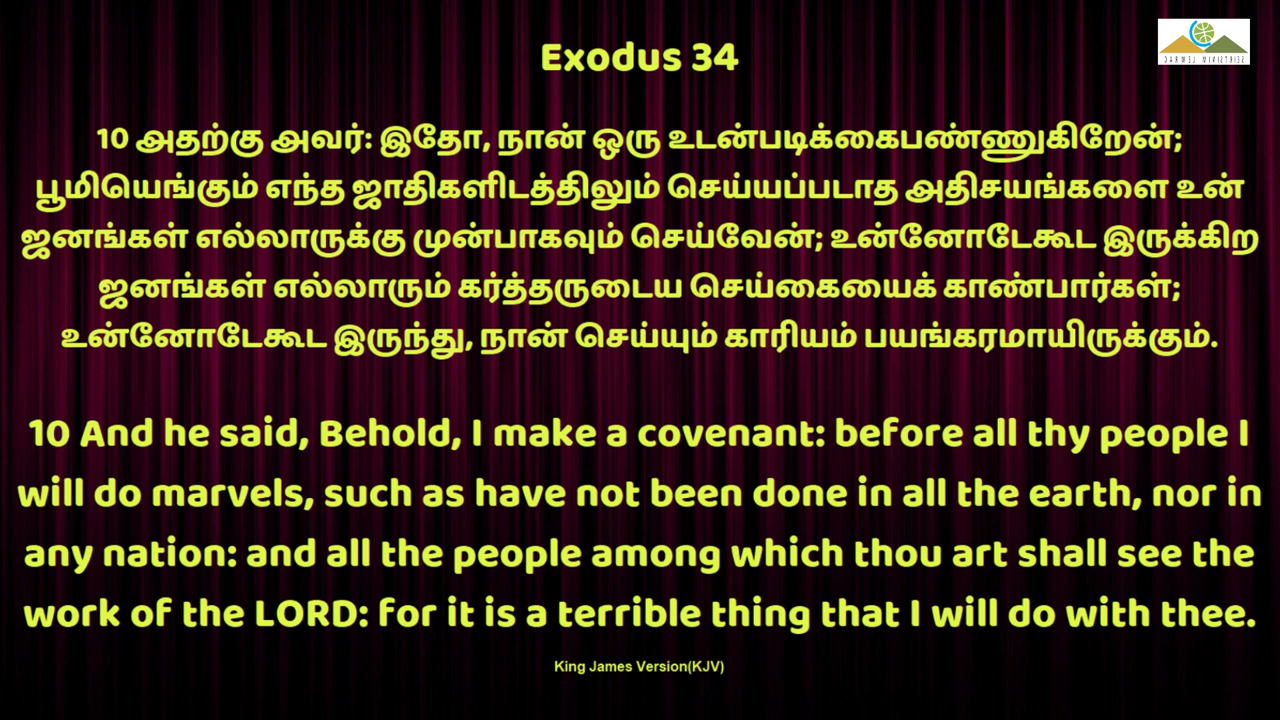 Exodus 34
10 அதற்கு அவர்: இதோ, நான் ஒரு உடன்படிக்கைபண்ணுகிறேன்;
பூமியெங்கும் எந்த ஜாதிகளிடத்திலும் செய்யப்படாத அதிசயங்களை உன்
ஜனங்கள் எல்லாருக்கு முன்பாகவும் செய்வேன்; உன்னோடேகூட இருக்கிற
ஜனங்கள் எல்லாரும் கர்த்தருடைய செய்கையைக் காண்பார்கள்;
உன்னோடேகூட இருந்து, நான் செய்யும் காரியம் பயங்கரமாயிருக்கும்.
10 And he said, Behold, I make a covenant: before all thy people I
will do marvels, such as have not been done in all the earth, nor in
any nation: and all the people among which thou art shall see the
work of the LORD: for it is a terrible thing that I will do with thee.
King James Version(KJV)